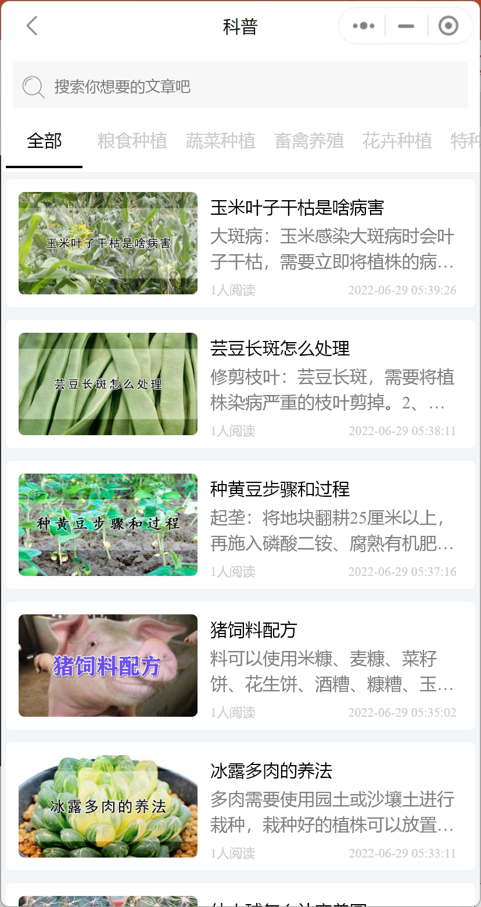 科普
搜索你想要的文章吧
全部 粮食种植 蔬菜种植 畜禽养殖 花卉种植 特种
玉米叶子干枯是啥病害
玉米叶子干枯是啥病害
大斑病：玉米感染大斑病时会叶
子干枯，需要立即将植株的病…
1人阅读 2022-06-29 05:39:26
芸豆长斑怎么处理
芸豆长斑怎么处理
修剪枝叶：芸豆长斑，需要将植
株染病严重的枝叶剪掉。2、…
1人阅读 2022-06-29 05:38:11
种黄豆步骤和过程
种黄豆步骤和过程
起垄：将地块翻耕25厘米以上，
再施入磷酸二铵、腐熟有机肥…
1人阅读 2022-06-29 05:37:16
猪饲料配方
猪饲料配方
料可以使用米糠、麦糠、菜籽
饼、花生饼、酒糟、糠糟、玉…
1人阅读 2022-06-29 05:35:02
冰露多肉的养法
冰露多肉的养法
多肉需要使用园土或沙壤土进行
栽种，栽种好的植株可以放置…
1人阅读 2022-06-29 05:33:11